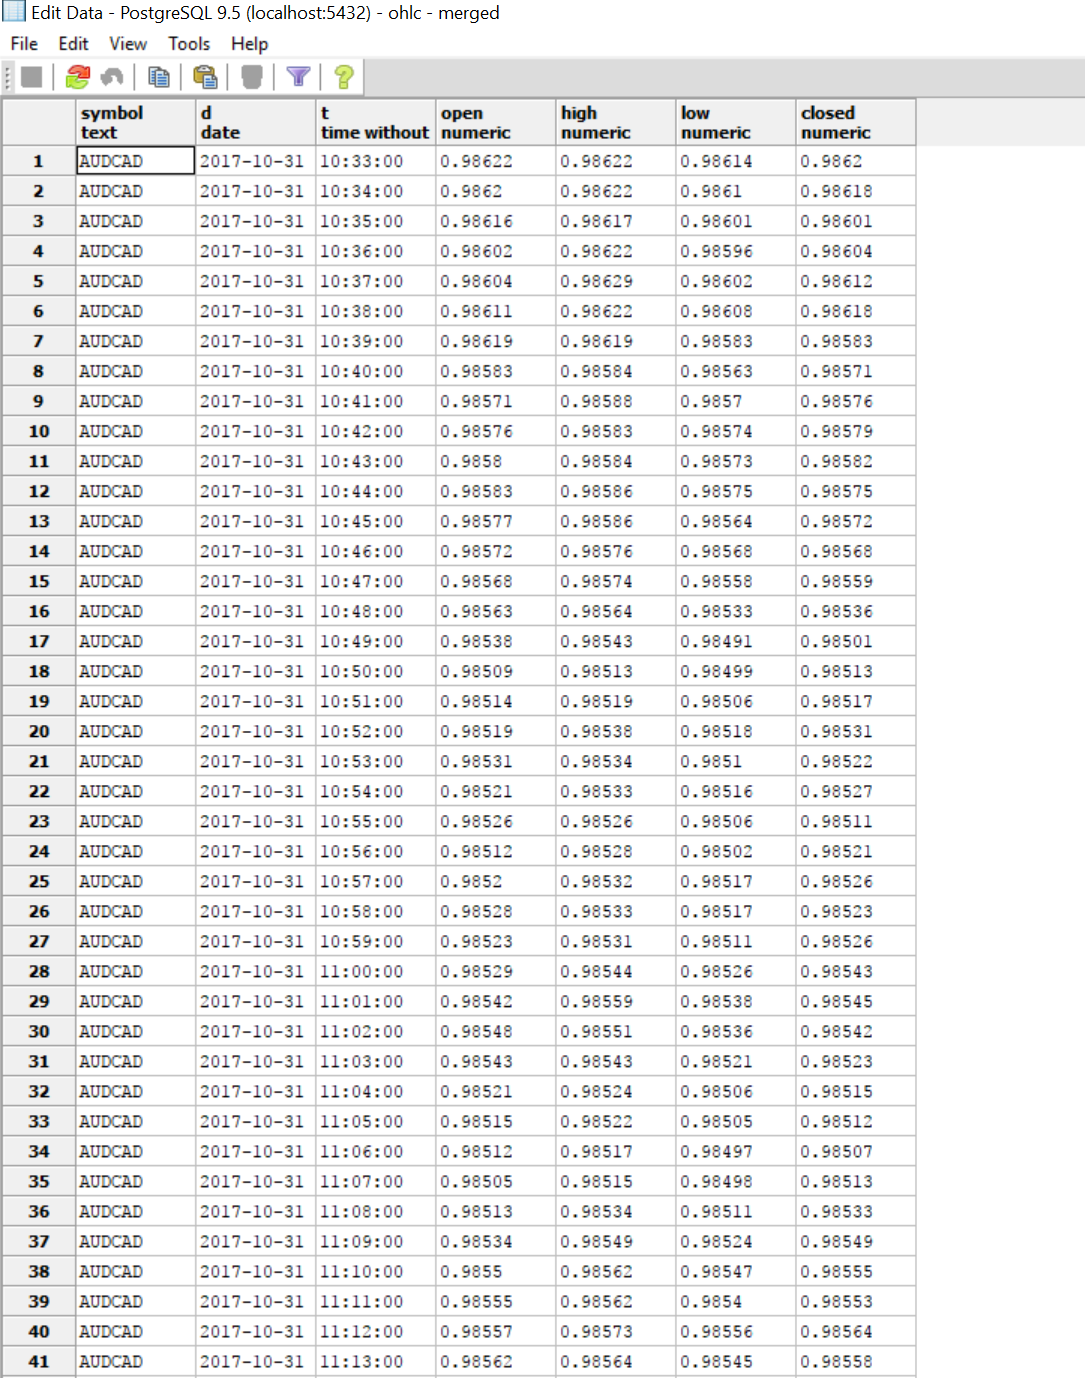 Edit Data - PostgreSQL 9.5 (localhost:5432) - ohlc - merged
File Edit View Tools Help
symbol d t open high low closed
text date time without numeric numeric numeric numeric
1 AUDCAD 2017-10-31 10:33:00 0.98622 0.98622 0.98614 0.9862
2 AUDCAD 2017-10-31 10:34:00 0.9862 0.98622 0.9861 0.98618
3 AUDCAD 2017-10-31 10:35:00 0.98616 0.98617 0.98601 0.98601
4 AUDCAD 2017-10-31 10:36:00 0.98602 0.98622 0.98596 0.98604
5 AUDCAD 2017-10-31 10:37:00 0.98604 0.98629 0.98602 0.98612
6 AUDCAD 2017-10-31 10:38:00 0.98611 0.98622 0.98608 0.98618
7 AUDCAD 2017-10-31 10:39:00 0.98619 0.98619 0.98583 0.98583
8 AUDCAD 2017-10-31 10:40:00 0.98583 0.98584 0.98563 0.98571
9 AUDCAD 2017-10-31 10:41:00 0.98571 0.98588 0.9857 0.98576
10 AUDCAD 2017-10-31 10:42:00 0.98576 0.98583 0.98574 0.98579
11 AUDCAD 2017-10-31 10:43:00 0.9858 0.98584 0.98573 0.98582
12 AUDCAD 2017-10-31 10:44:00 0.98583 0.98586 0.98575 0.98575
13 AUDCAD 2017-10-31 10:45:00 0.98577 0.98586 0.98564 0.98572
14 AUDCAD 2017-10-31 10:46:00 0.98572 0.98576 0.98568 0.98568
15 AUDCAD 2017-10-31 10:47:00 0.98568 0.98574 0.98558 0.98559
16 AUDCAD 2017-10-31 10:48:00 0.98563 0.98564 0.98533 0.98536
17 AUDCAD 2017-10-31 10:49:00 0.98538 0.98543 0.98491 0.98501
18 AUDCAD 2017-10-31 10:50:00 0.98509 0.98513 0.98499 0.98513
19 AUDCAD 2017-10-31 10:51:00 0.98514 0.98519 0.98506 0.98517
20 AUDCAD 2017-10-31 10:52:00 0.98519 0.98538 0.98518 0.98531
21 AUDCAD 2017-10-31 10:53:00 0.98531 0.98534 0.9851 0.98522
22 AUDCAD 2017-10-31 10:54:00 0.98521 0.98533 0.98516 0.98527
23 AUDCAD 2017-10-31 10:55:00 0.98526 0.98526 0.98506 0.98511
24 AUDCAD 2017-10-31 10:56:00 0.98512 0.98528 0.98502 0.98521
25 AUDCAD 2017-10-31 10:57:00 0.9852 0.98532 0.98517 0.98526
26 AUDCAD 2017-10-31 10:58:00 0.98528 0.98533 0.98517 0.98523
27 AUDCAD 2017-10-31 10:59:00 0.98523 0.98531 0.98511 0.98526
28 AUDCAD 2017-10-31 11:00:00 0.98529 0.98544 0.98526 0.98543
29 AUDCAD 2017-10-31 11:01:00 0.98542 0.98559 0.98538 0.98545
30 AUDCAD 2017-10-31 11:02:00 0.98548 0.98551 0.98536 0.98542
31 AUDCAD 2017-10-31 11:03:00 0.98543 0.98543 0.98521 0.98523
32 AUDCAD 2017-10-31 11:04:00 0.98521 0.98524 0.98506 0.98515
33 AUDCAD 2017-10-31 11:05:00 0.98515 0.98522 0.98505 0.98512
34 AUDCAD 2017-10-31 11:06:00 0.98512 0.98517 0.98497 0.98507
35 AUDCAD 2017-10-31 11:07:00 0.98505 0.98515 0.98498 0.98513
36 AUDCAD 2017-10-31 11:08:00 0.98513 0.98534 0.98511 0.98533
37 AUDCAD 2017-10-31 11:09:00 0.98534 0.98549 0.98524 0.98549
38 AUDCAD 2017-10-31 11:10:00 0.9855 0.98562 0.98547 0.98555
39 AUDCAD 2017-10-31 11:11:00 0.98555 0.98562 0.9854 0.98553
40 AUDCAD 2017-10-31 11:12:00 0.98557 0.98573 0.98556 0.98564
41 AUDCAD 2017-10-31 11:13:00 0.98562 0.98564 0.98545 0.98558